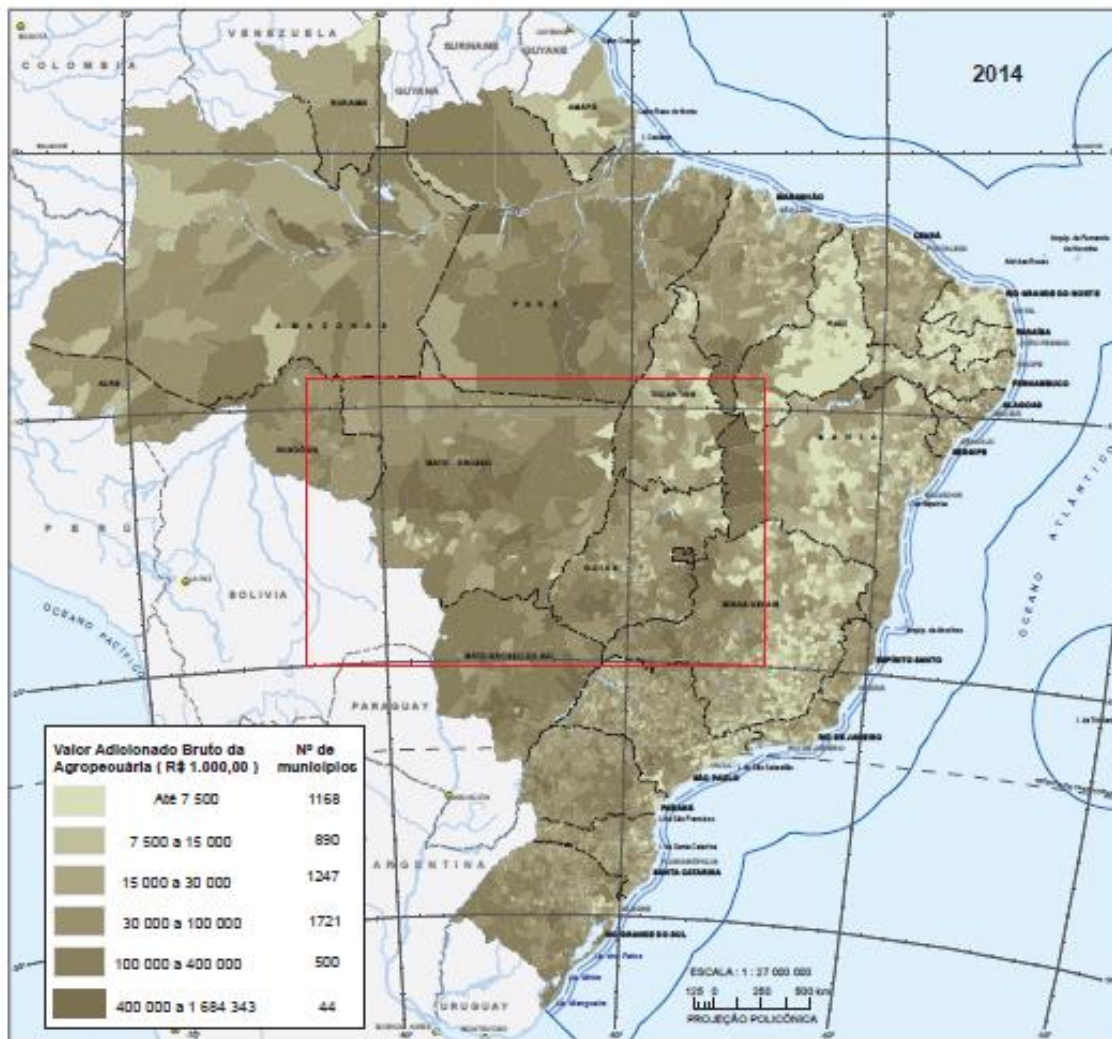 VENEZUELA
COLOMBIA
SURINAME
GUYANE
GUYANA
2014
RORAIMA
AMAPÁ
MARANHÃO
CEARÁ
RIO GRANDE DO NORTE
PARAÍBA
PERNAMBUCO
ALAGOAS
SERGIPE
PIAUÍ
PARÁ
AMAZONAS
ACRE
TOCANTINS
BAHIA
RONDÔNIA
MATO GROSSO
PERÚ
BOLIVIA
GOIÁS
MINAS GERAIS
OCEANO ATLÂNTICO
OCEANO PACÍFICO
ESPÍRITO SANTO
MATO GROSSO DO SUL
PARAGUAY
RIO DE JANEIRO
SÃO PAULO
PARANÁ
SANTA CATARINA
ARGENTINA
RIO GRANDE DO SUL
URUGUAY
Valor Adicionado Bruto da Agropecuária ( R$ 1.000,00 )
Nº de municípios
Até 7 500 1168
7 500 a 15 000 890
15 000 a 30 000 1247
30 000 a 100 000 1721
100 000 a 400 000 500
400 000 a 1 684 343 44
ESCALA : 1 : 27 000 000
125 0 250 500 km
PROJEÇÃO POLICÔNICA